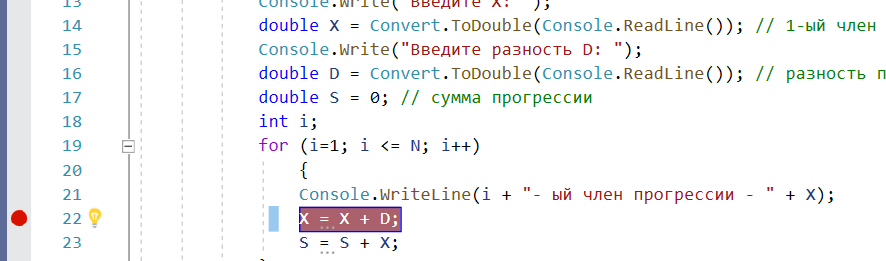 13 Console.Write("Введите X: ");
14 double X = Convert.ToDouble(Console.ReadLine()); // 1-ый член
15 Console.Write("Введите разность D: ");
16 double D = Convert.ToDouble(Console.ReadLine()); // разность п
17 double S = 0; // сумма прогрессии
18 int i;
19 for (i=1; i <= N; i++)
20 {
21 Console.WriteLine(i + "- ый член прогрессии - " + X);
22 X = X + D;
23 S = S + X;